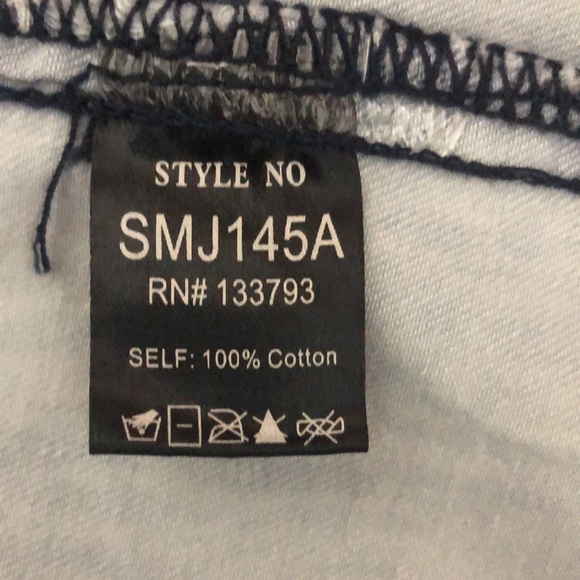 STYLE NO
SMJ145A
RN# 133793
SELF: 100% Cotton